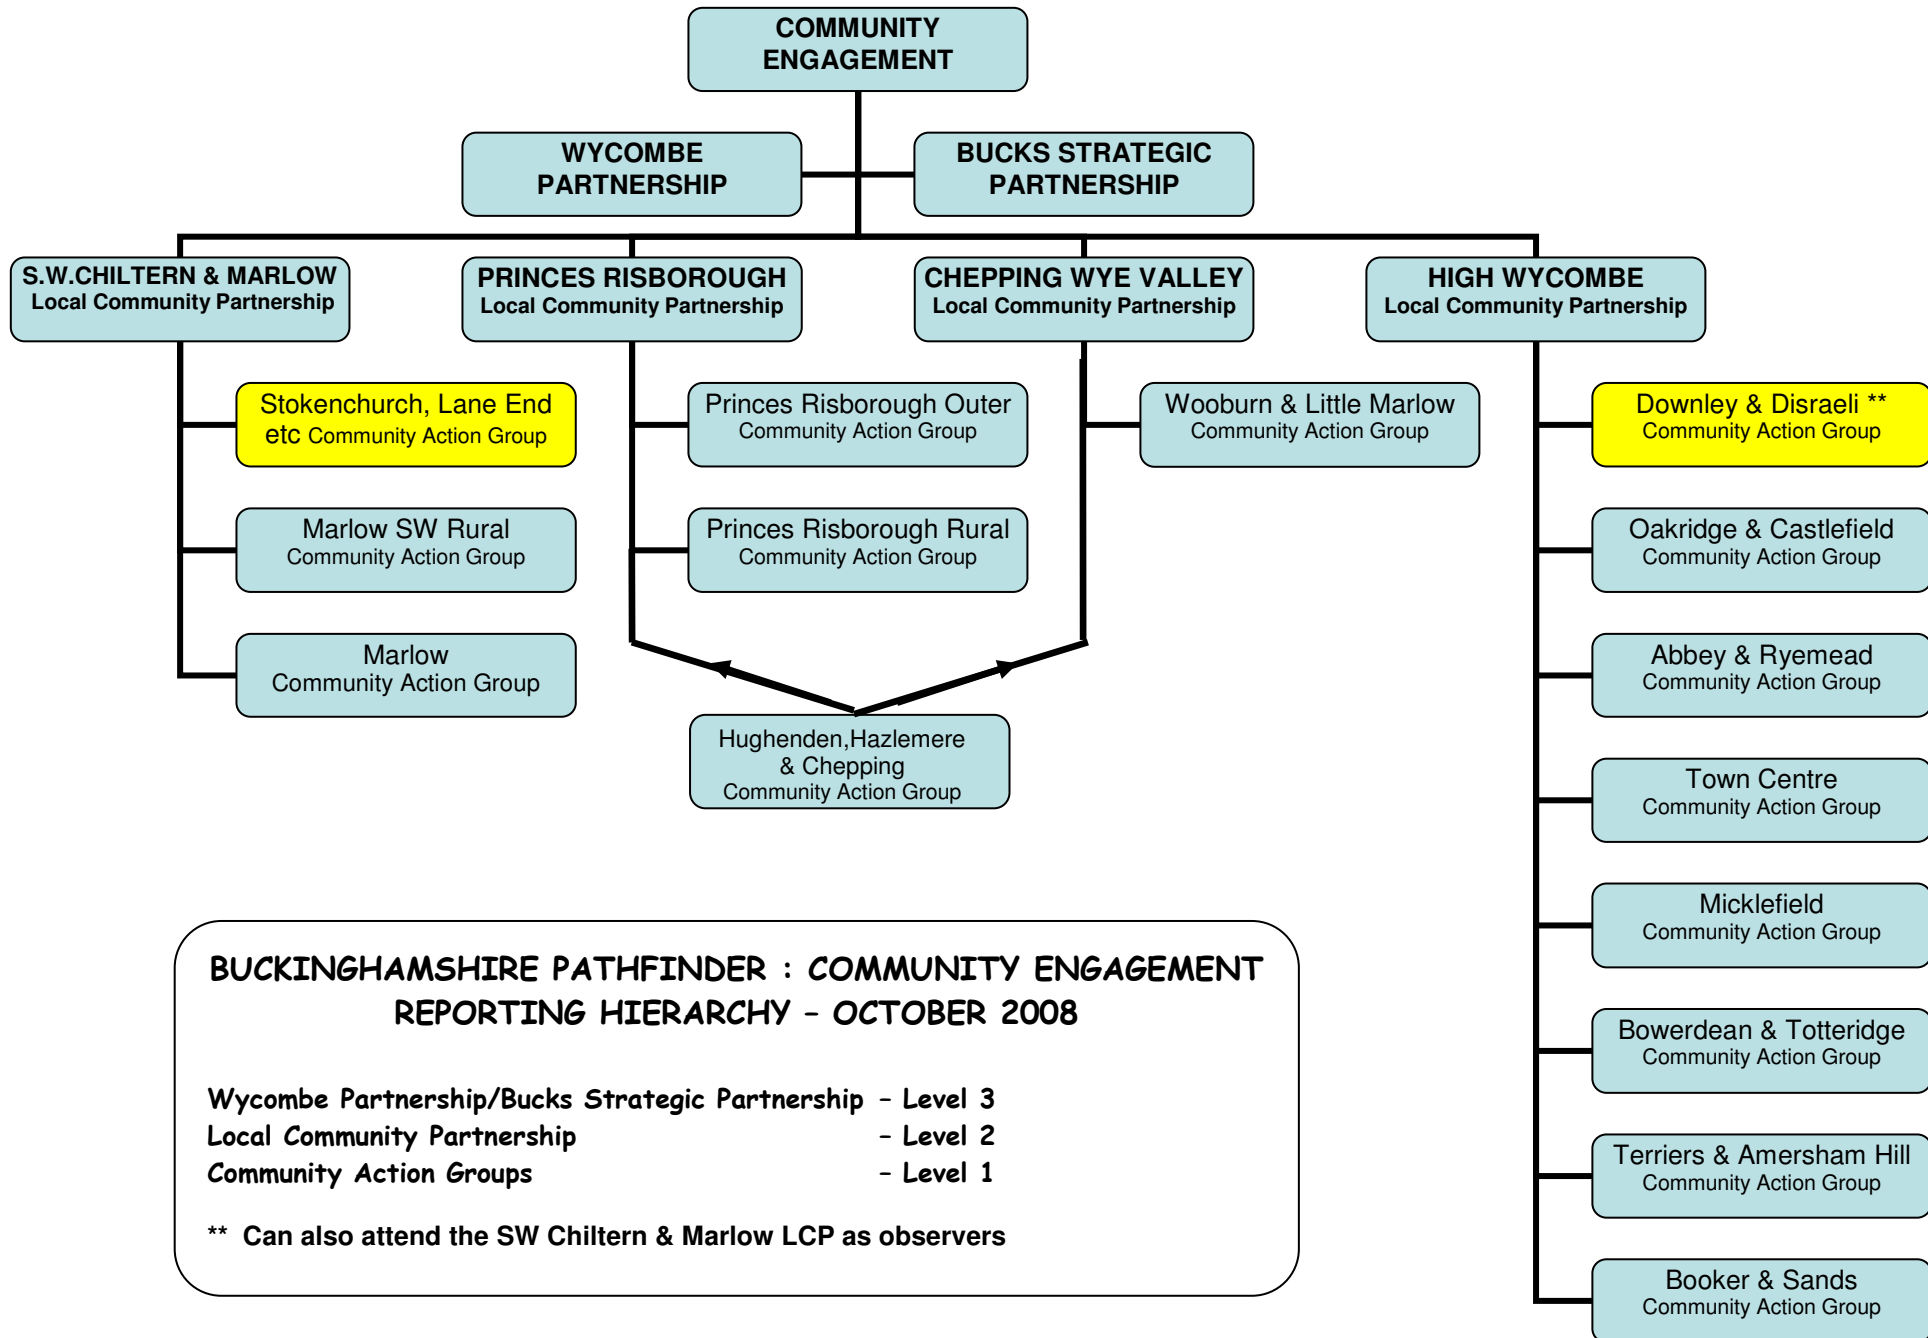 COMMUNITY
ENGAGEMENT
WYCOMBE
PARTNERSHIP
BUCKS STRATEGIC
PARTNERSHIP
S.W.CHILTERN & MARLOW
Local Community Partnership
PRINCES RISBOROUGH
Local Community Partnership
CHEPPING WYE VALLEY
Local Community Partnership
HIGH WYCOMBE
Local Community Partnership
Stokenchurch, Lane End
etc Community Action Group
Marlow SW Rural
Community Action Group
Marlow
Community Action Group
Princes Risborough Outer
Community Action Group
Princes Risborough Rural
Community Action Group
Hughenden,Hazlemere
& Chepping
Community Action Group
Wooburn & Little Marlow
Community Action Group
Downley & Disraeli **
Community Action Group
Oakridge & Castlefield
Community Action Group
Abbey & Ryemead
Community Action Group
Town Centre
Community Action Group
Micklefield
Community Action Group
Bowerdean & Totteridge
Community Action Group
Terriers & Amersham Hill
Community Action Group
Booker & Sands
Community Action Group
BUCKINGHAMSHIRE PATHFINDER : COMMUNITY ENGAGEMENT
REPORTING HIERARCHY – OCTOBER 2008
Wycombe Partnership/Bucks Strategic Partnership – Level 3
Local Community Partnership – Level 2
Community Action Groups – Level 1
** Can also attend the SW Chiltern & Marlow LCP as observers